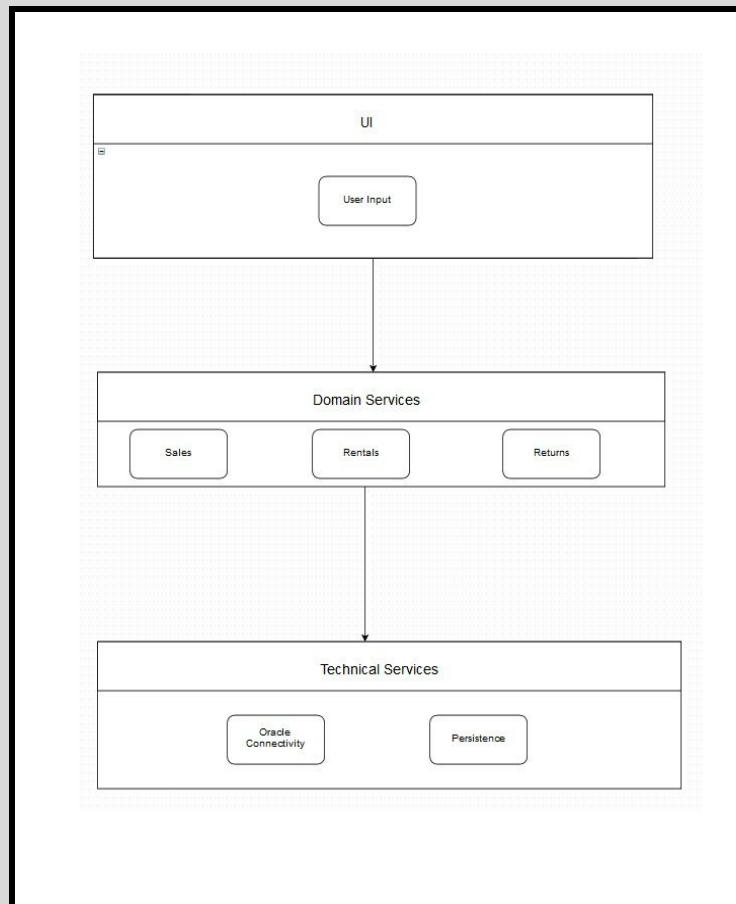 UI
User Input
Domain Services
Sales
Rentals
Returns
Technical Services
Oracle
Connectivity
Persistence